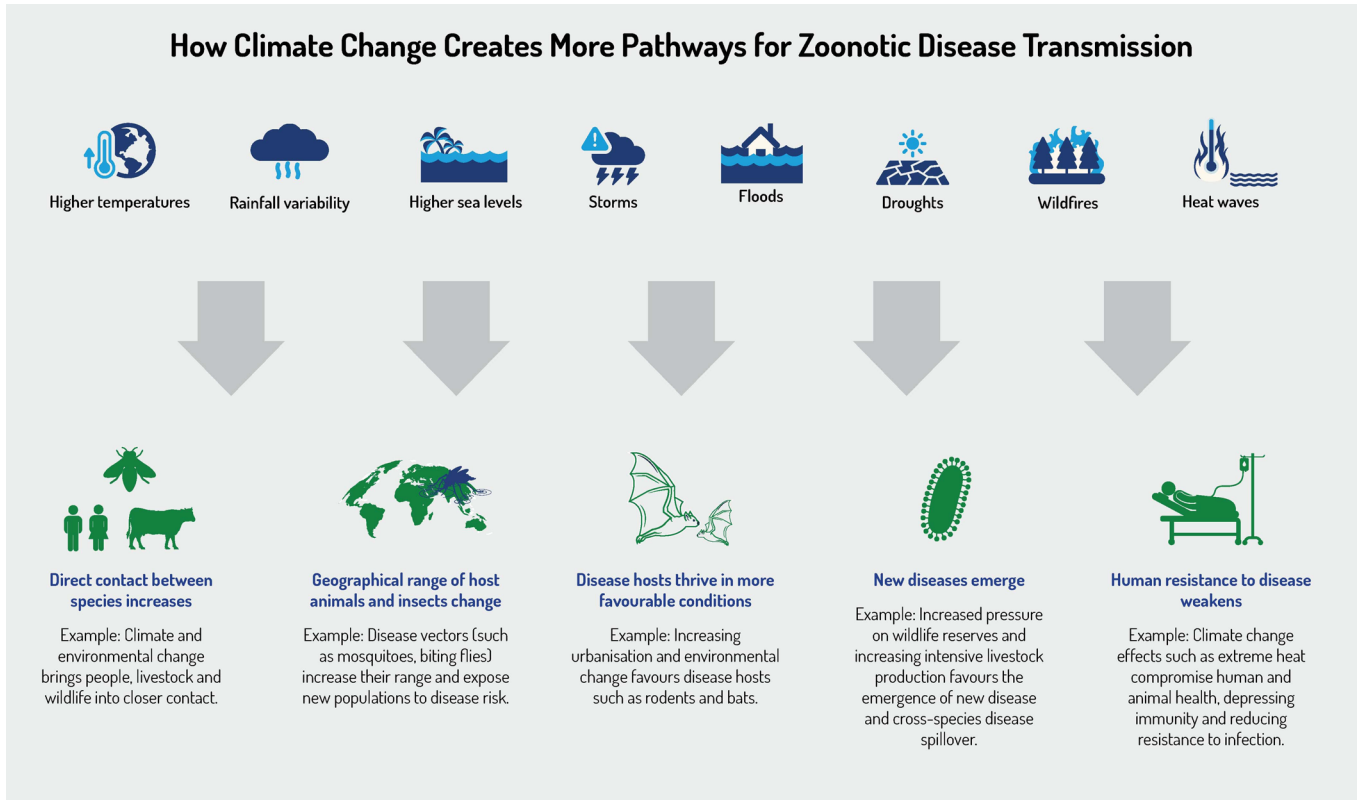 How Climate Change Creates More Pathways for Zoonotic Disease Transmission
Higher temperatures
Rainfall variability
Higher sea levels
Storms
Floods
Droughts
Wildfires
Heat waves
Direct contact between
species increases
Example: Climate and
environmental change
brings people, livestock and
wildlife into closer contact.
Geographical range of host
animals and insects change
Example: Disease vectors (such
as mosquitoes, biting flies)
increase their range and expose
new populations to disease risk.
Disease hosts thrive in more
favourable conditions
Example: Increasing
urbanisation and environmental
change favours disease hosts
such as rodents and bats.
New diseases emerge
Example: Increased pressure
on wildlife reserves and
increasing intensive livestock
production favours the
emergence of new disease
and cross-species disease
spillover.
Human resistance to disease
weakens
Example: Climate change
effects such as extreme heat
compromise human and
animal health, depressing
immunity and reducing
resistance to infection.